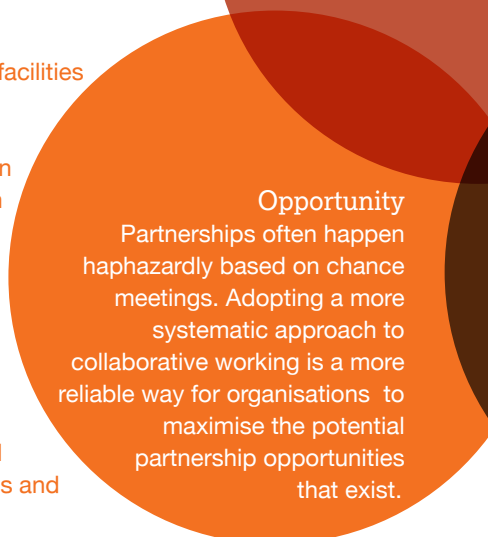 facilities
Opportunity
Partnerships often happen
haphazardly based on chance
meetings. Adopting a more
systematic approach to
collaborative working is a more
reliable way for organisations to
maximise the potential
partnership opportunities
that exist.
s and